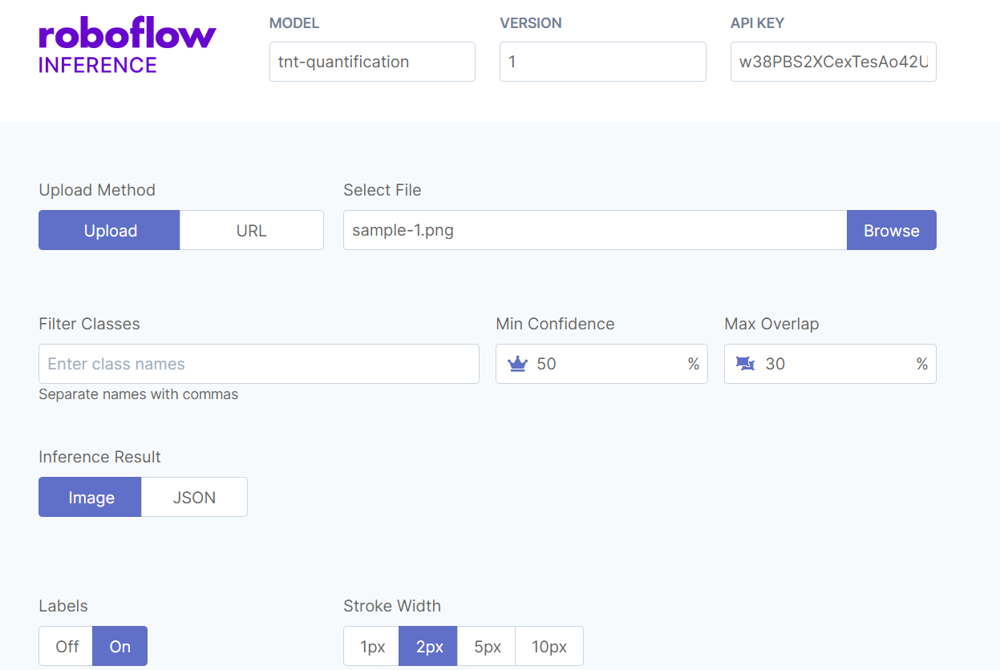 roboflow
INFERENCE
MODEL VERSION API KEY
tnt-quantification 1 w38PBS2XCexTesAo42U
Upload Method Select File
Upload URL sample-1.png Browse
Filter Classes Min Confidence Max Overlap
Enter class names 50 % 30 %
Separate names with commas
Inference Result
Image JSON
Labels Stroke Width
Off On 1px 2px 5px 10px